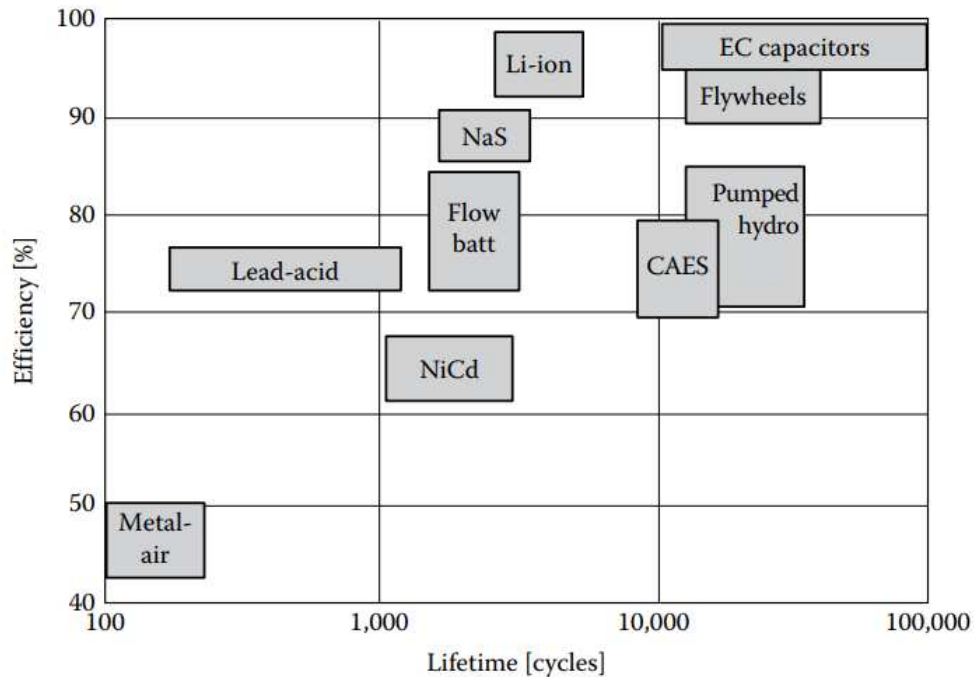 100
EC capacitors
Li-ion
Flywheels
90
NaS
80
Flow
batt
Pumped
hydro
Lead-acid
CAES
70
NiCd
60
50
Metal-
air
40
100
1,000
10,000
100,000
Efficiency [%]
Lifetime [cycles]